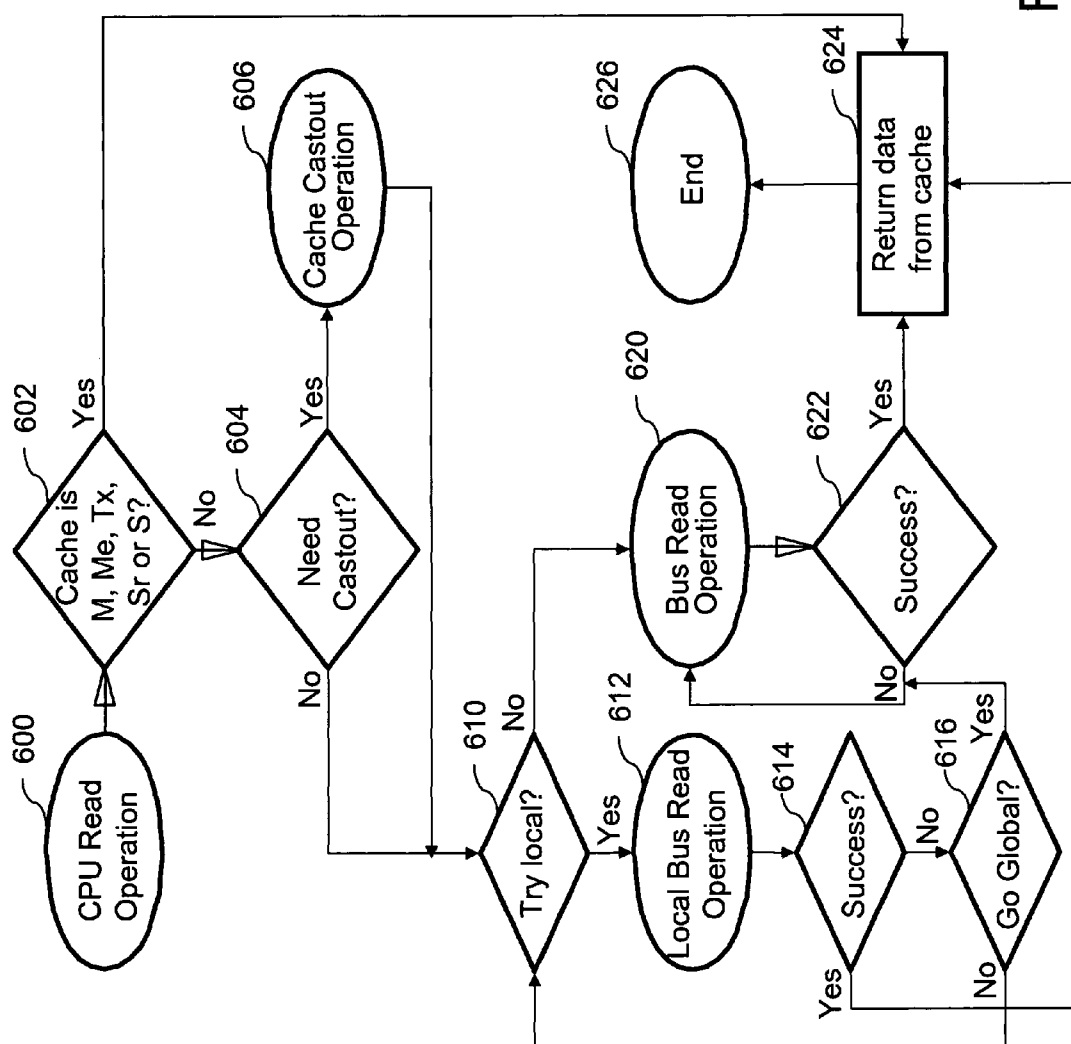 600
CPU Read
Operation
602
Cache is
M, Me, Tx,
Sr or S?
Yes
No
604
Need
Castout?
Yes
No
606
Cache Castout
Operation
610
Try local?
No
Yes
612
Local Bus Read
Operation
614
Success?
Yes
No
616
Go Global?
Yes
No
620
Bus Read
Operation
622
Success?
Yes
No
624
Return data
from cache
626
End